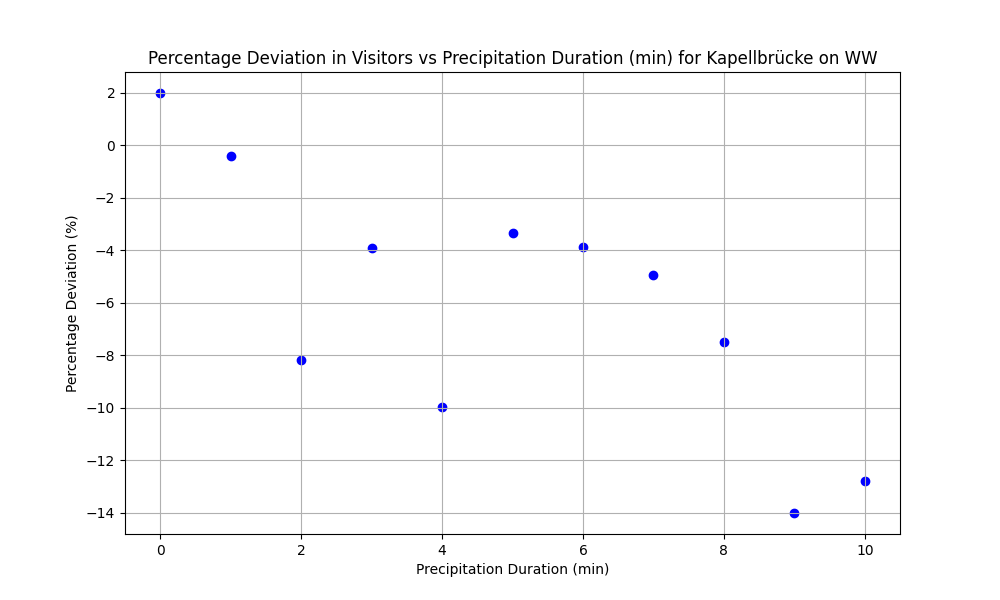 Percentage Deviation in Visitors vs Precipitation Duration (min) for Kapellbrücke on WW
2
0
−2
−4
−6
−8
−10
−12
−14
Percentage Deviation (%)
0 2 4 6 8 10
Precipitation Duration (min)